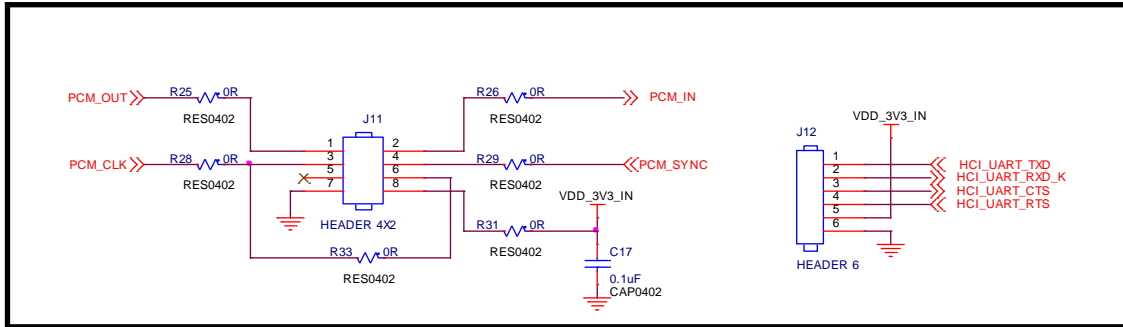 PCM_OUT R25 0R R26 0R PCM_IN
RES0402 RES0402
J11
1 2
PCM_CLK R28 0R 3 4 R29 0R PCM_SYNC
RES0402 5 6 RES0402
7 8
VDD_3V3_IN
HEADER 4X2 R31 0R
RES0402
R33 0R
RES0402
C17
0.1uF
CAP0402
VDD_3V3_IN
J12
1 HCI_UART_TXD
2 HCI_UART_RXD_K
3 HCI_UART_CTS
4 HCI_UART_RTS
5
6
HEADER 6